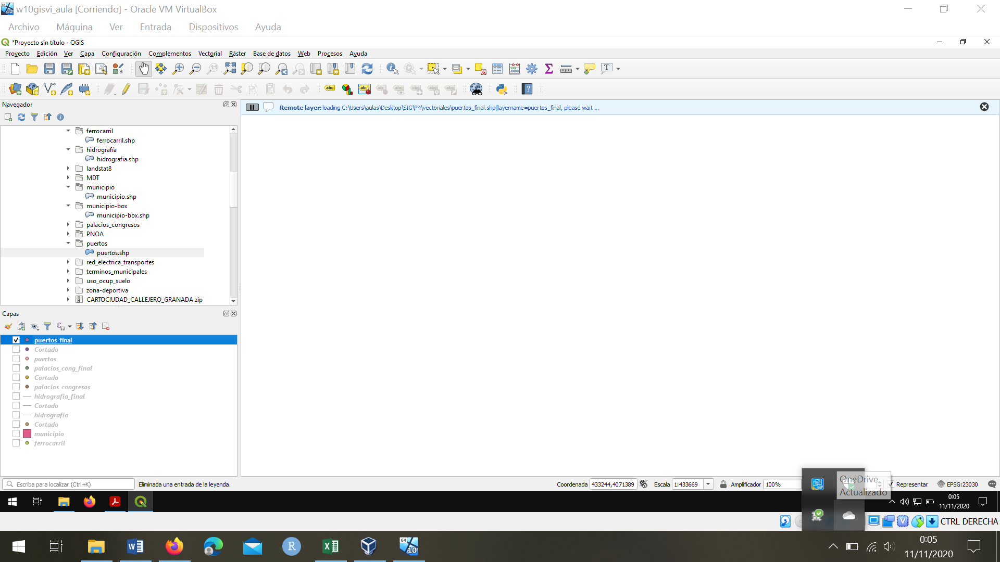 w10gisvi_aula [Corriendo] - Oracle VM VirtualBox
Archivo Máquina Ver Entrada Dispositivos Ayuda
*Proyecto sin título - QGIS
Proyecto Edición Ver Capa Configuración Complementos Vectorial Ráster Base de datos Web Procesos Ayuda
Navegador
Remote layer: loading C:\Users\aulas\Desktop\SIG\P4\vectoriales\puertos_final.shp|layername=puertos_final, please wait ...
ferrocarril
ferrocarril.shp
hidrografía
hidrografia.shp
landstat8
MDT
municipio
municipio.shp
municipio-box
municipio-box.shp
palacios_congresos
PNOA
puertos
puertos.shp
red_electrica_transportes
terminos_municipales
uso_ocup_suelo
zona-deportiva
CARTOCIUDAD_CALLEJERO_GRANADA.zip
Capas
puertos_final
Cortado
puertos
palacios_cong_final
Cortado
palacios_congresos
hidrografia_final
Cortado
hidrografia
Cortado
municipio
ferrocarril
Escriba para localizar (Ctrl+K) Eliminada una entrada de la leyenda. Coordenada 433244,4071389 Escala 1:433669 Amplificador 100% Representar EPSG:23030
OneDrive
Actualizado
0:05
11/11/2020
CTRL DERECHA
0:05
11/11/2020